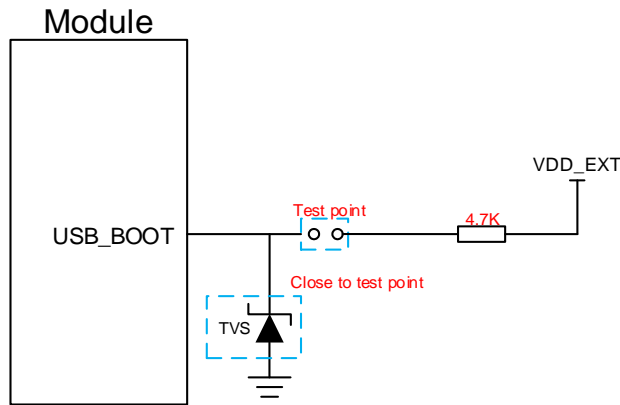 Module
VDD_EXT
Test point
4.7K
USB_BOOT
Close to test point
TVS